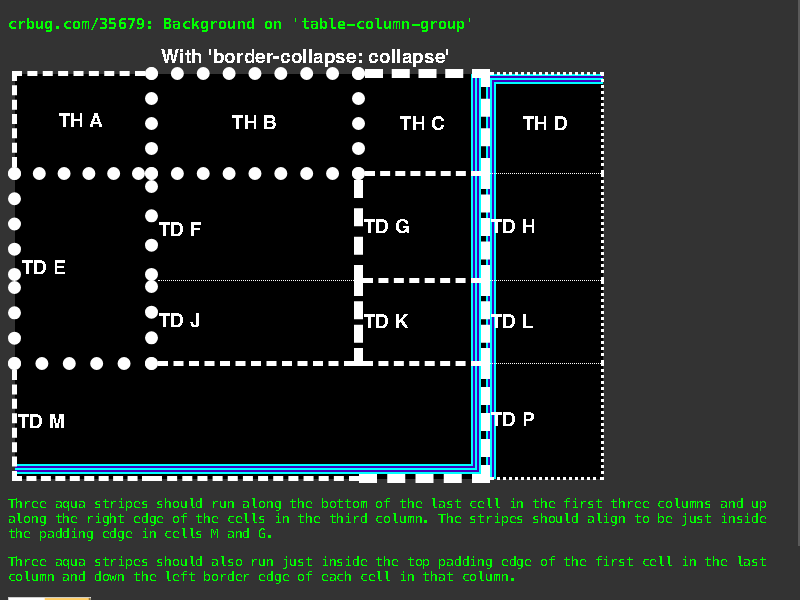 crbug.com/35679: Background on 'table-column-group'
With 'border-collapse: collapse'
TH A TH B TH C TH D
TD E TD F TD G TD H
TD J TD K TD L
TD M TD P
Three aqua stripes should run along the bottom of the last cell in the first three columns and up
along the right edge of the cells in the third column. The stripes should align to be just inside
the padding edge in cells M and G.
Three aqua stripes should also run just inside the top padding edge of the first cell in the last
column and down the left border edge of each cell in that column.